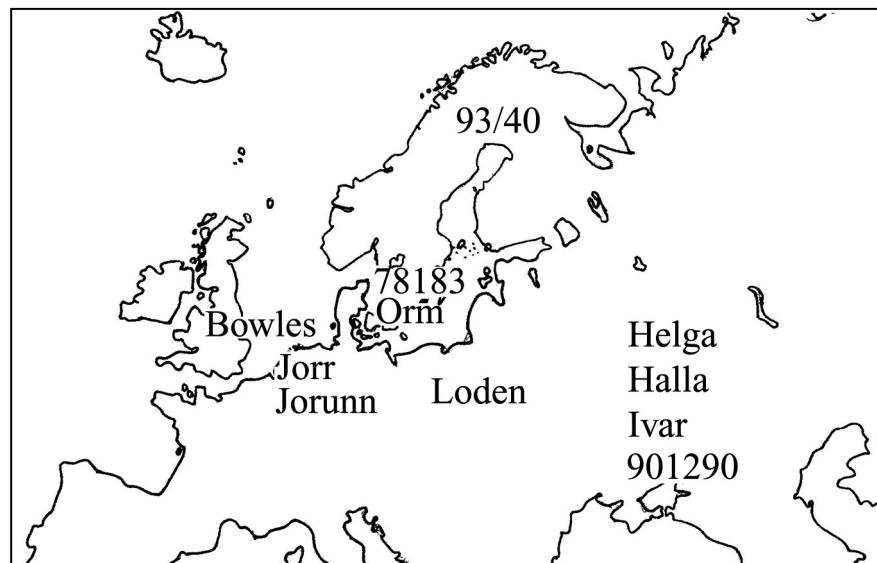 93/40
78183
Orm
Bowles
Jorr
Jorunn
Loden
Helga
Halla
Ivar
901290